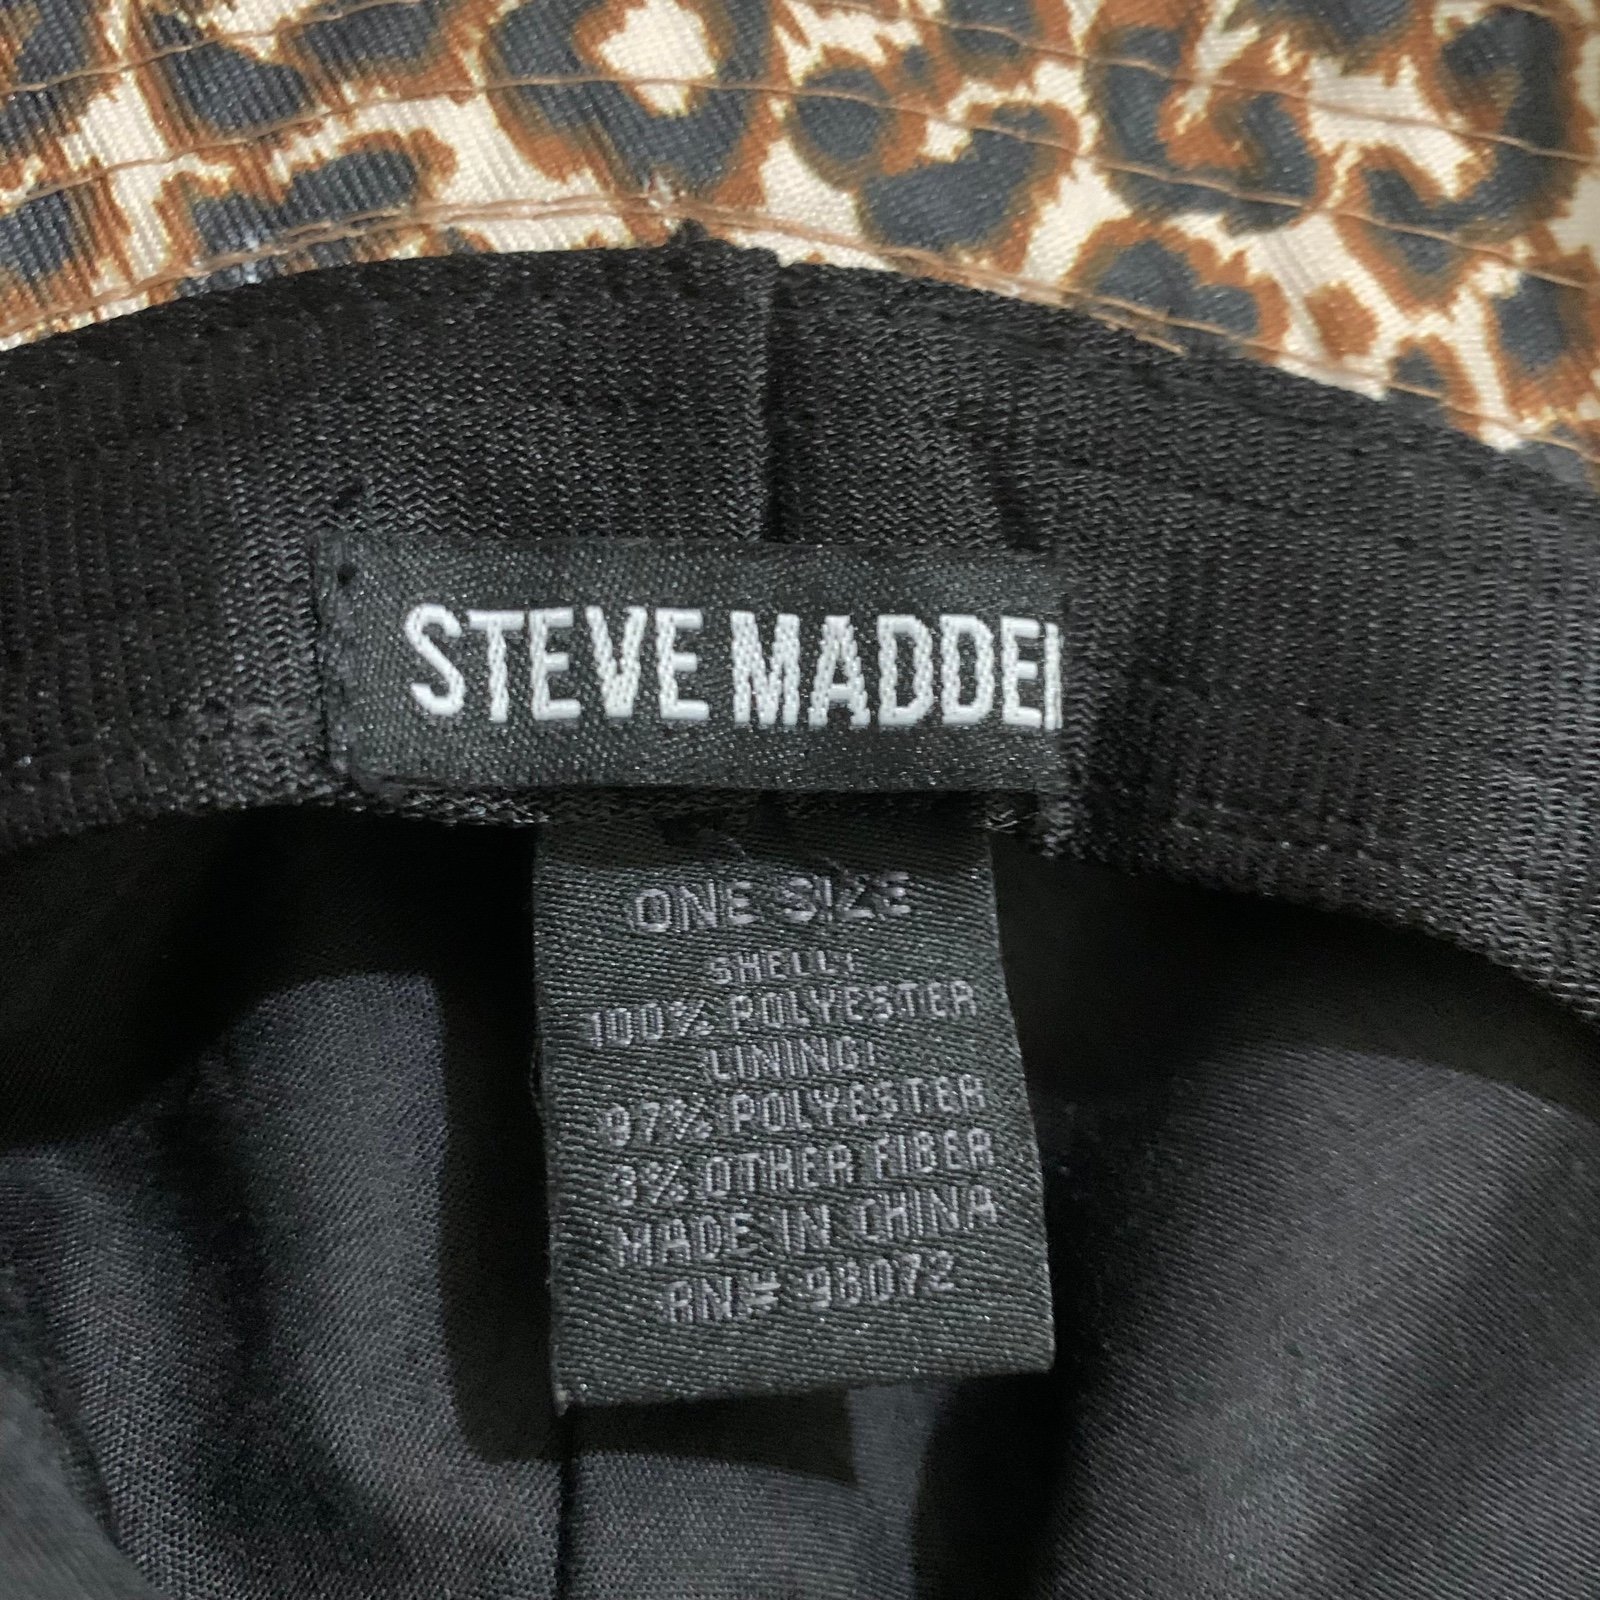 STEVE MADDEN
ONE SIZE
SHELL:
100% POLYESTER
LINING:
97% POLYESTER
3% OTHER FIBER
MADE IN CHINA
RN# 98072